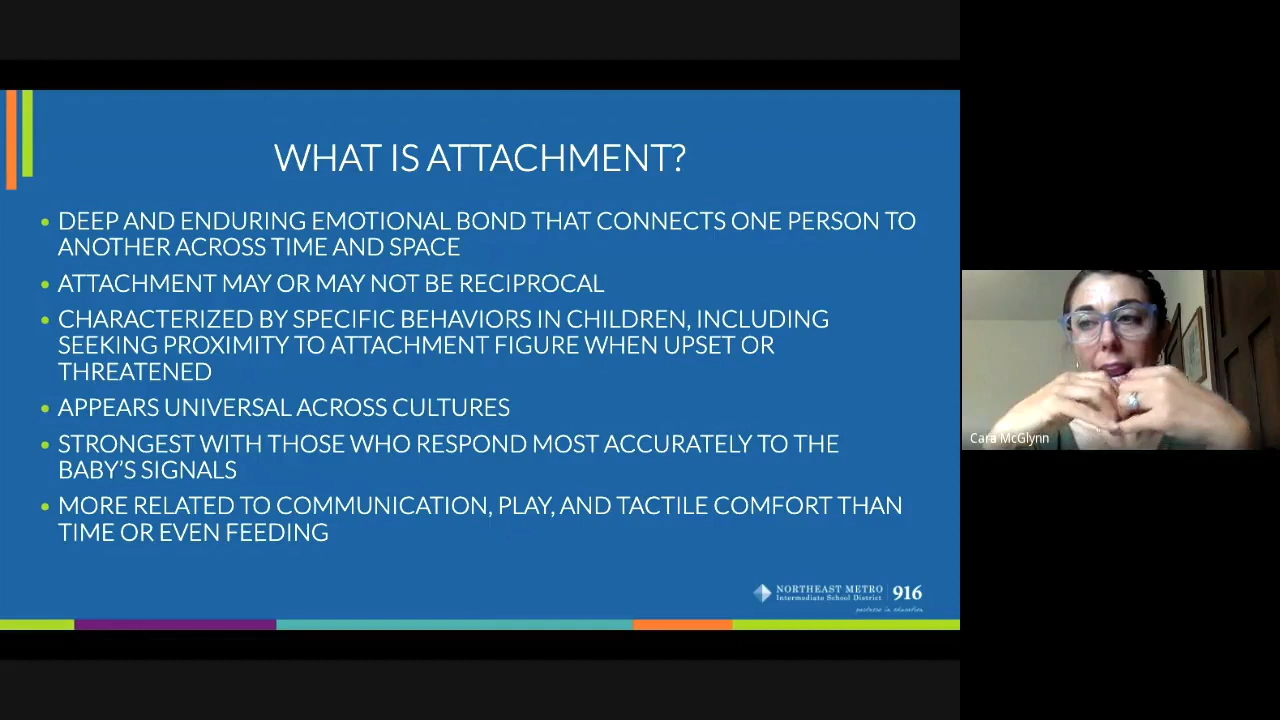 WHAT IS ATTACHMENT?
• DEEP AND ENDURING EMOTIONAL BOND THAT CONNECTS ONE PERSON TO
ANOTHER ACROSS TIME AND SPACE
• ATTACHMENT MAY OR MAY NOT BE RECIPROCAL
• CHARACTERIZED BY SPECIFIC BEHAVIORS IN CHILDREN, INCLUDING
SEEKING PROXIMITY TO ATTACHMENT FIGURE WHEN UPSET OR
THREATENED
• APPEARS UNIVERSAL ACROSS CULTURES
• STRONGEST WITH THOSE WHO RESPOND MOST ACCURATELY TO THE
BABY’S SIGNALS
• MORE RELATED TO COMMUNICATION, PLAY, AND TACTILE COMFORT THAN
TIME OR EVEN FEEDING
NORTHEAST METRO 916
Intermediate School District
partners in education
Cara McGlynn